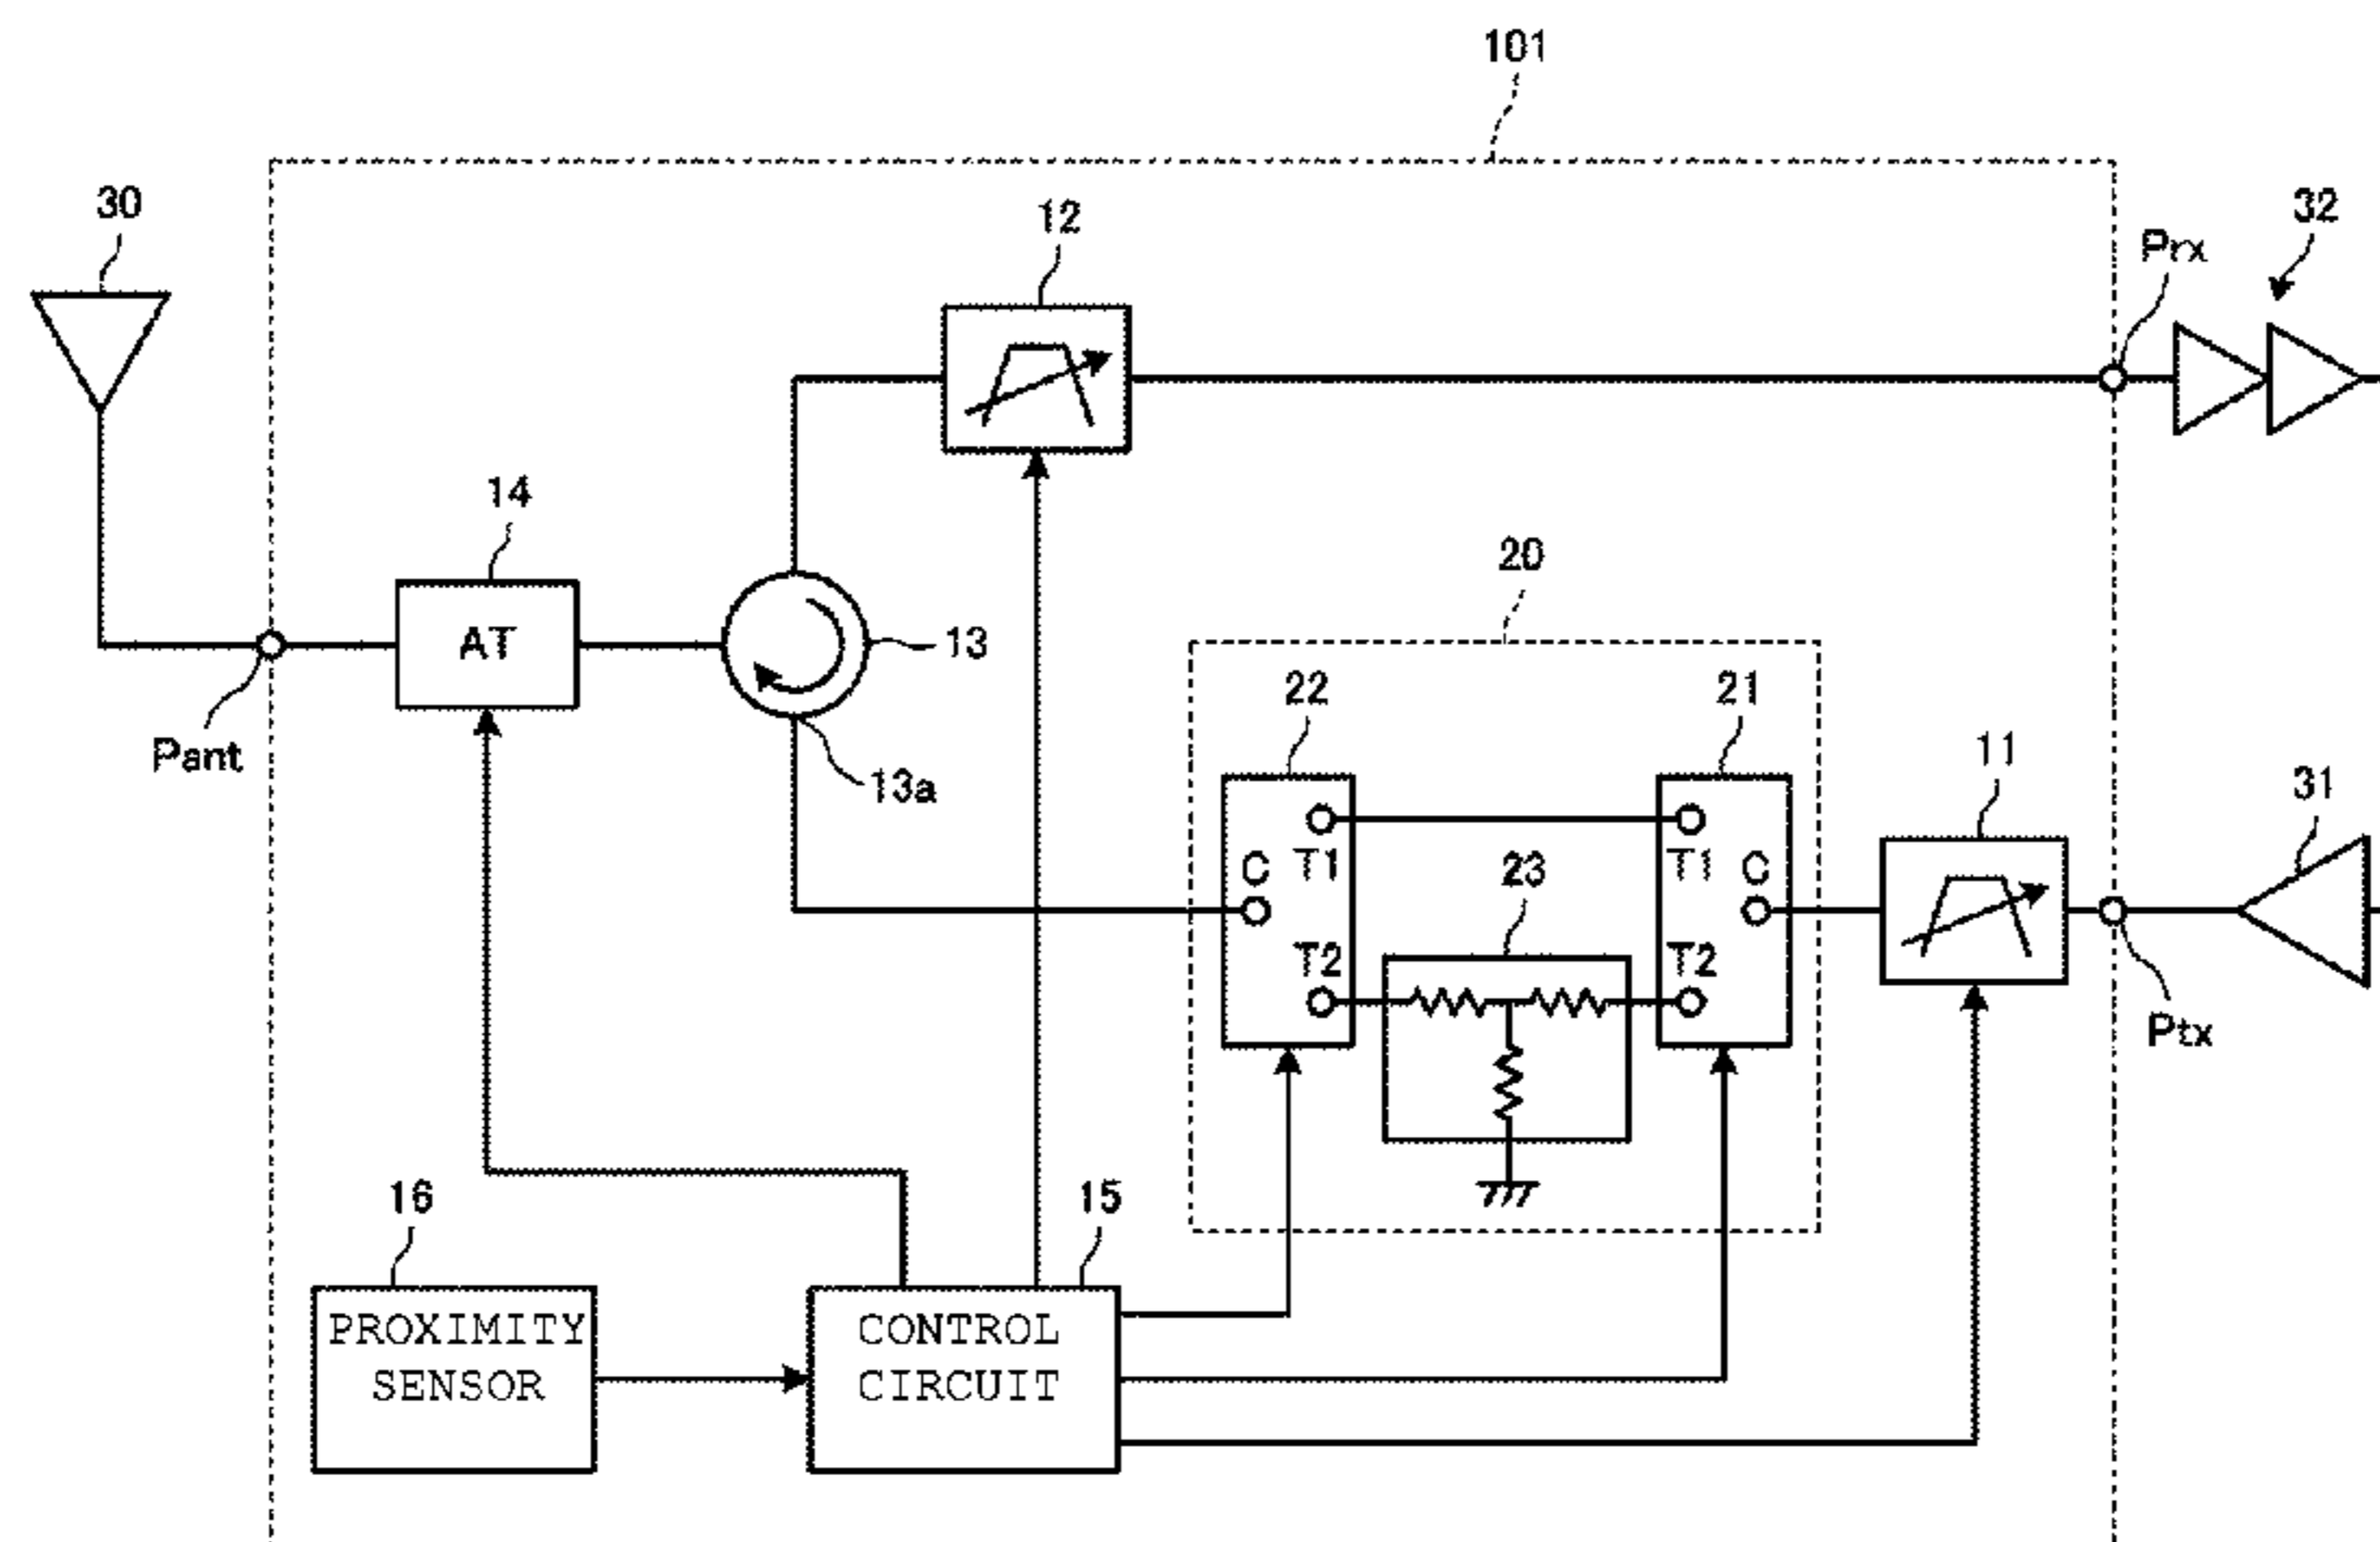 101
30
12
Prx
32
14
20
AT
13
22
21
Pant
13a
11
31
C
T1
23
T1
C
T2
T2
Ptx
16
15
PROXIMITY
SENSOR
CONTROL
CIRCUIT